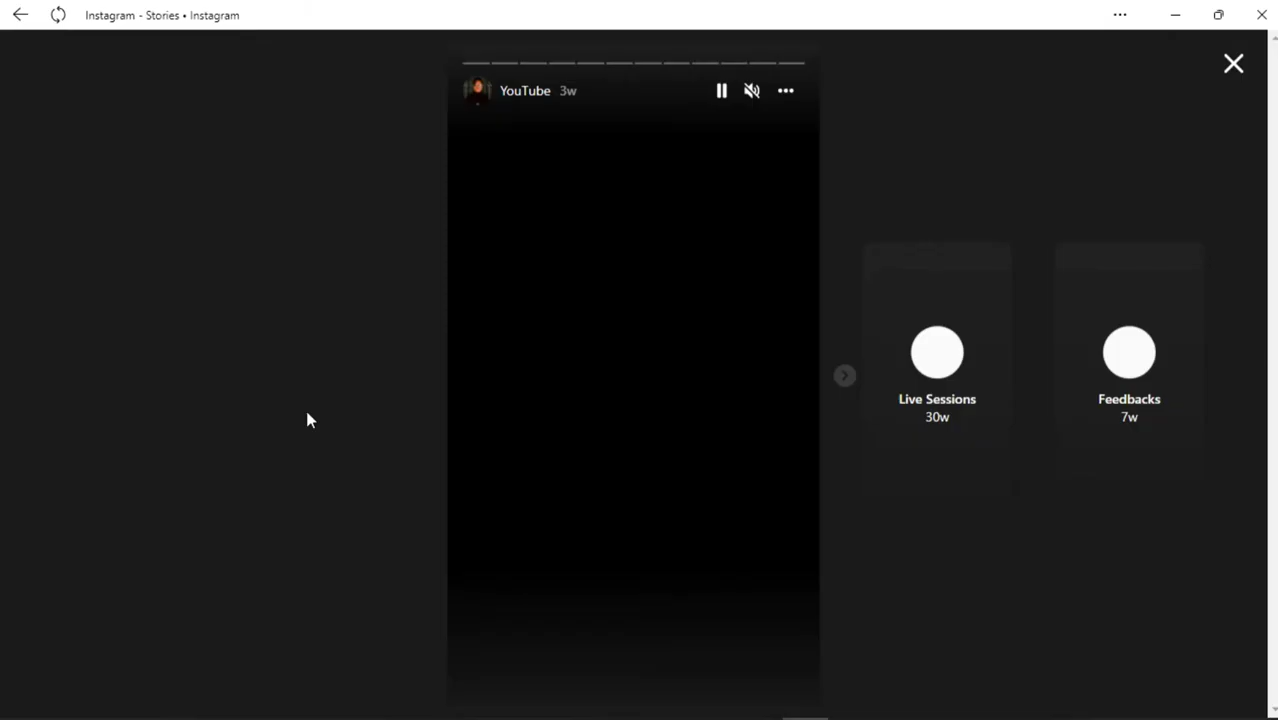 Instagram - Stories • Instagram
YouTube 3w
Live Sessions
30w
Feedbacks
7w